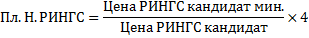 Пл. Н. РИНГС = Цена РИНГС кандидат мин. / Цена РИНГС кандидат × 4